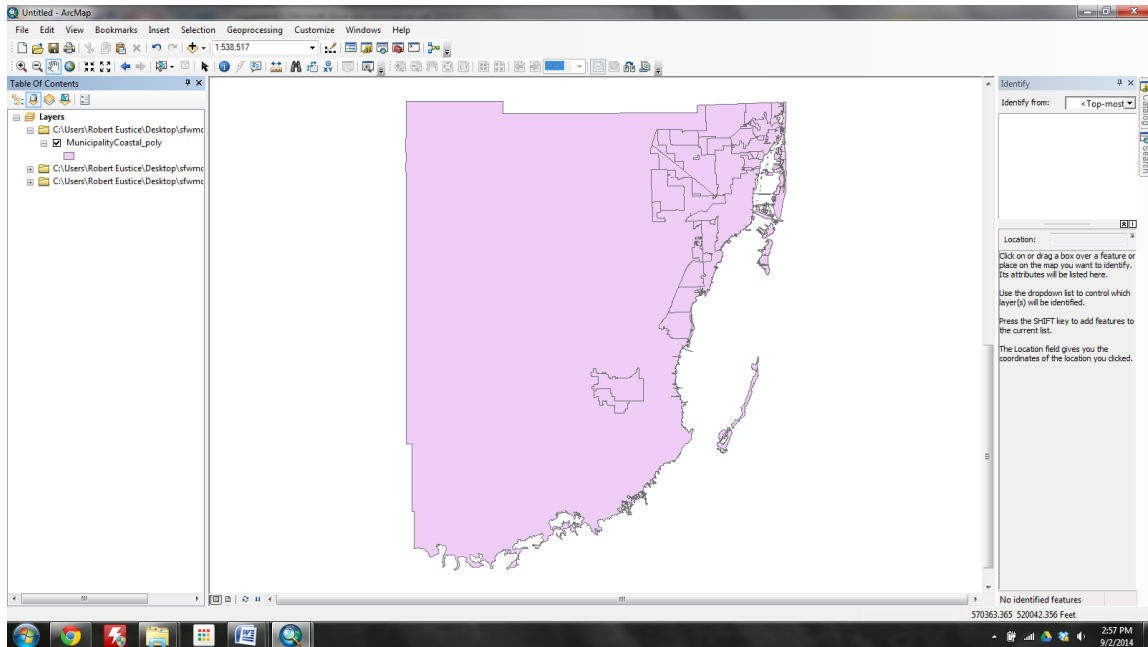 Untitled - ArcMap
File Edit View Bookmarks Insert Selection Geoprocessing Customize Windows Help
1:538,517
Table Of Contents
Identify
Identify from: <Top-most
Layers
C:\Users\Robert Eustice\Desktop\sfwmc
MunicipalityCoastal_poly
C:\Users\Robert Eustice\Desktop\sfwmc
C:\Users\Robert Eustice\Desktop\sfwmc
Catalog
Search
Location:
Click on or drag a box over a feature or
place on the map you want to identify.
Its attributes will be listed here.
Use the dropdown list to control which
layer(s) will be identified.
Press the SHIFT key to add features to
the current list.
The Location field gives you the
coordinates of the location you clicked.
No identified features
570363.365 520042.356 Feet
2:57 PM
9/2/2014